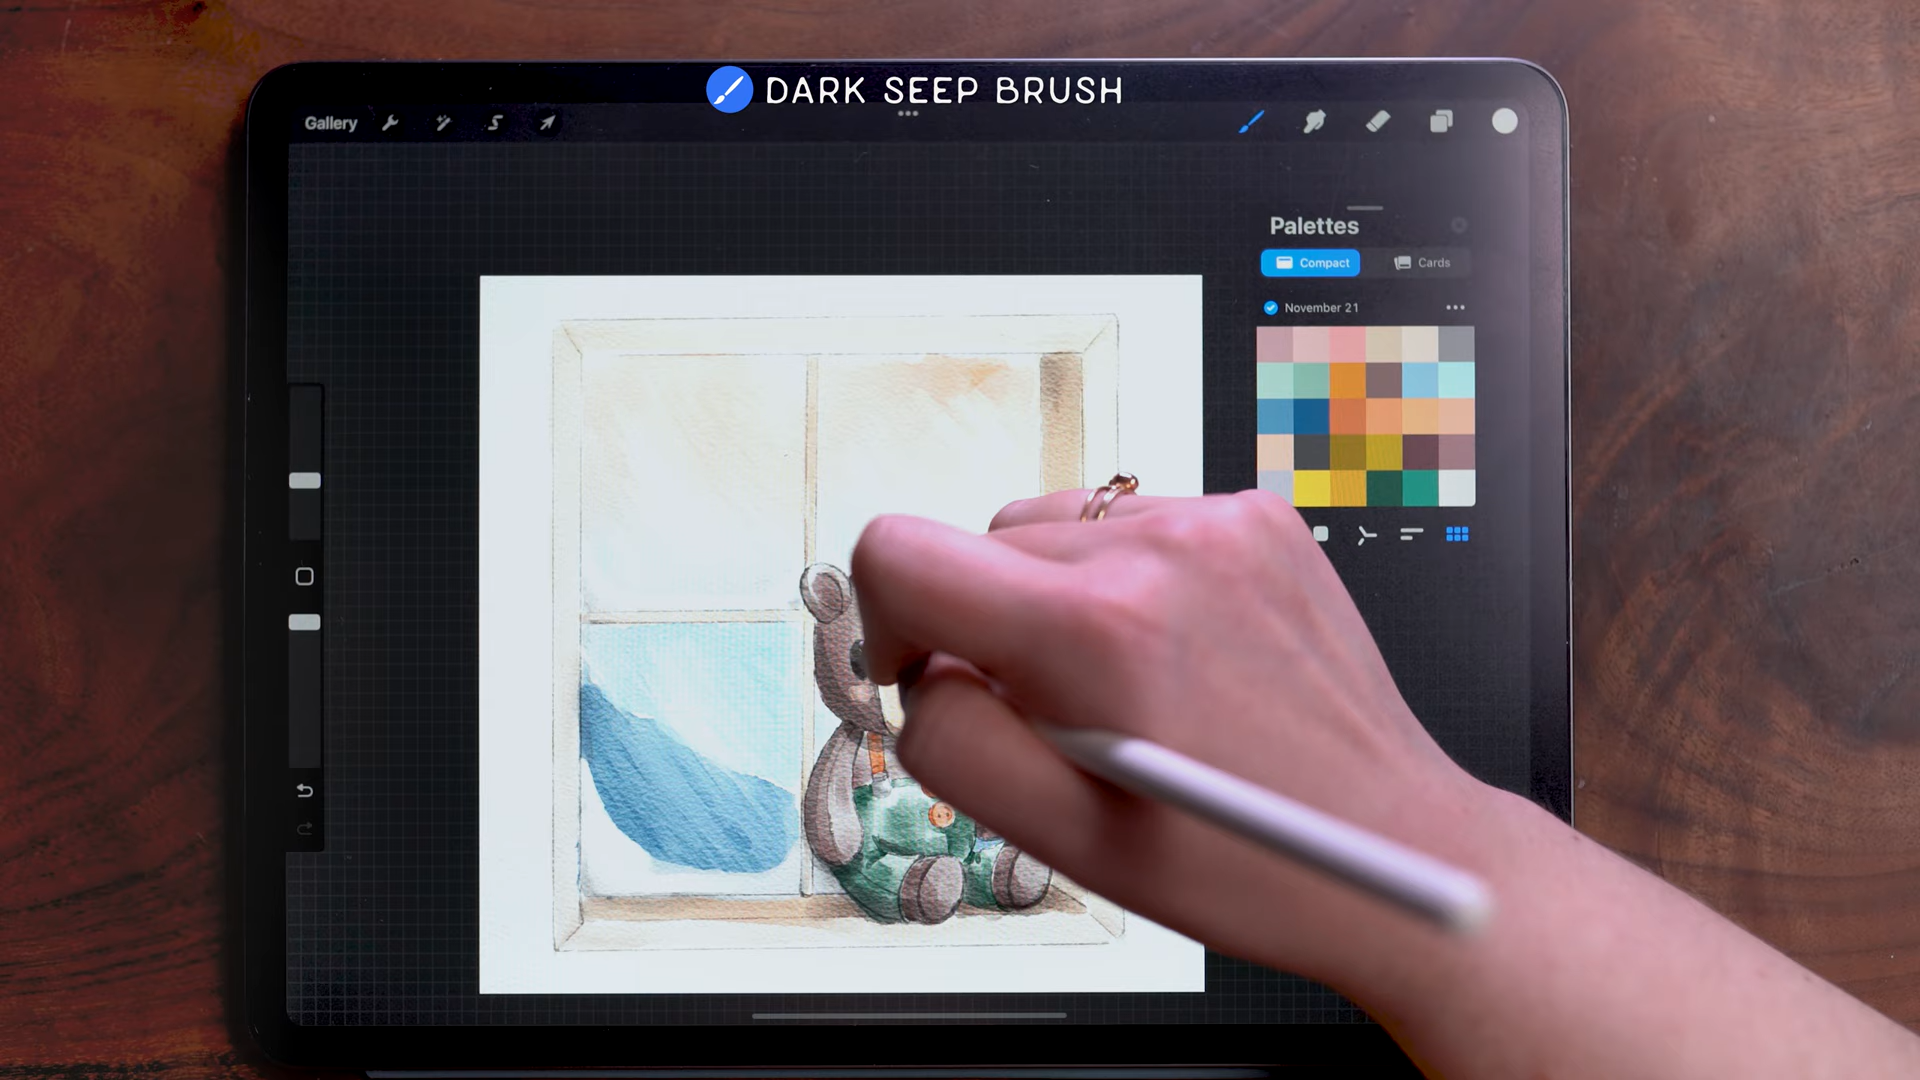 DARK SEEP BRUSH
Gallery
Palettes
Compact
Cards
November 21